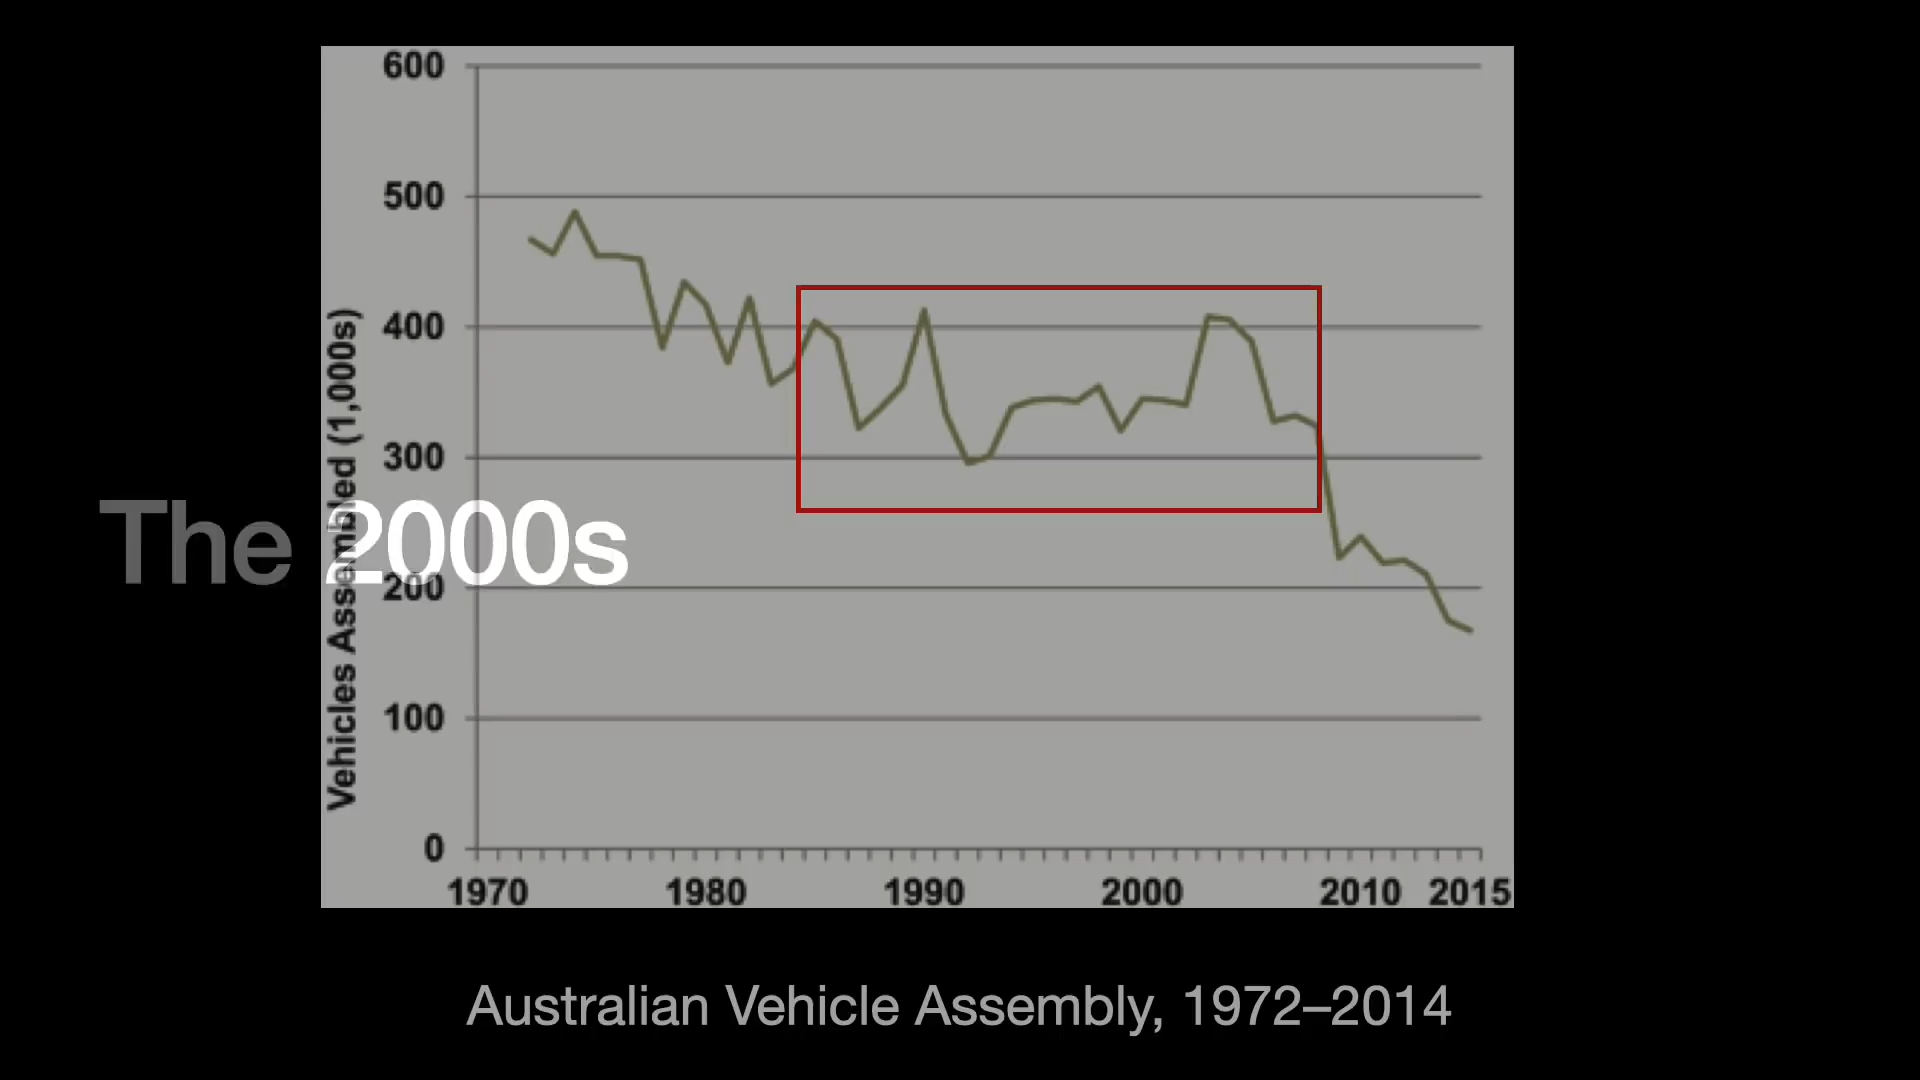 600
500
400
300
200
100
0
Vehicles Assembled (1,000s)
1970 1980 1990 2000 2010 2015
The 2000s
Australian Vehicle Assembly, 1972–2014